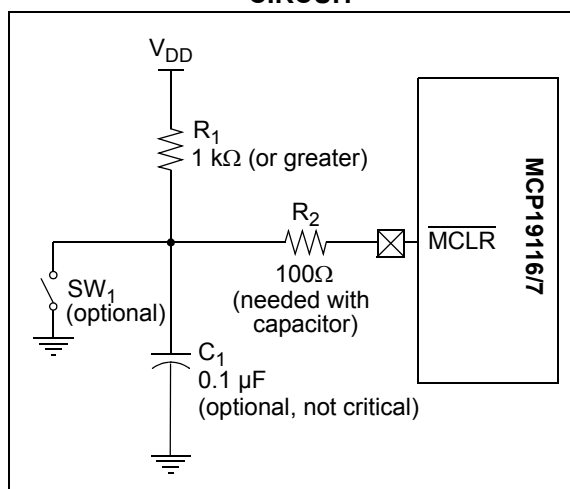 CIRCUIT
VDD
R1
1 kΩ (or greater)
R2
100Ω
(needed with
capacitor)
MCLR
MCP19116/7
SW1
(optional)
C1
0.1 µF
(optional, not critical)